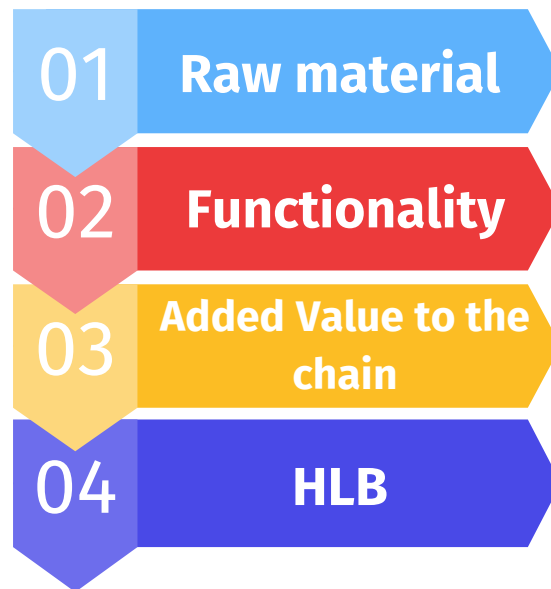 01
Raw material
02
Functionality
03
Added Value to the
chain
04
HLB